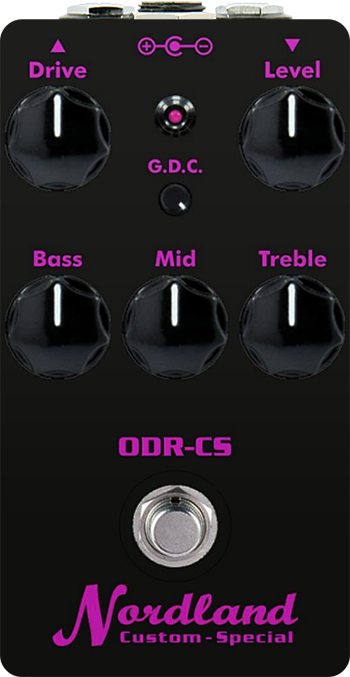 Drive
Level
G.D.C.
Bass Mid Treble
ODR-CS
Nordland
Custom-Special